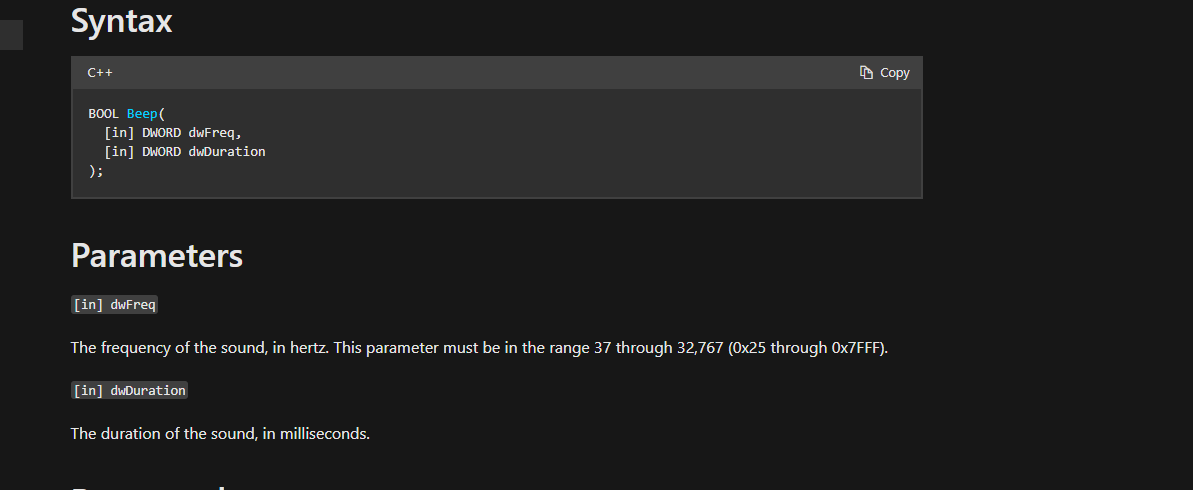 Syntax
C++
Copy
BOOL Beep(
[in] DWORD dwFreq,
[in] DWORD dwDuration
);
Parameters
[in] dwFreq
The frequency of the sound, in hertz. This parameter must be in the range 37 through 32,767 (0x25 through 0x7FFF).
[in] dwDuration
The duration of the sound, in milliseconds.